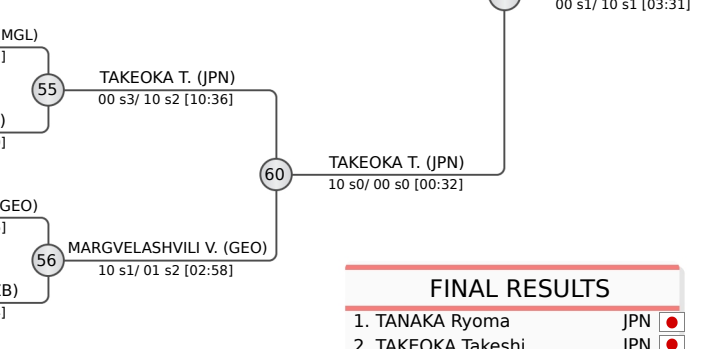 00 s1/ 10 s1 [03:31]
MGL)
]
55
TAKEOKA T. (JPN)
00 s3/ 10 s2 [10:36]
)
]
60
TAKEOKA T. (JPN)
10 s0/ 00 s0 [00:32]
GEO)
]
56
MARGVELASHVILI V. (GEO)
10 s1/ 01 s2 [02:58]
B)
]
FINAL RESULTS
1. TANAKA Ryoma JPN
2. TAKEOKA Takeshi JPN